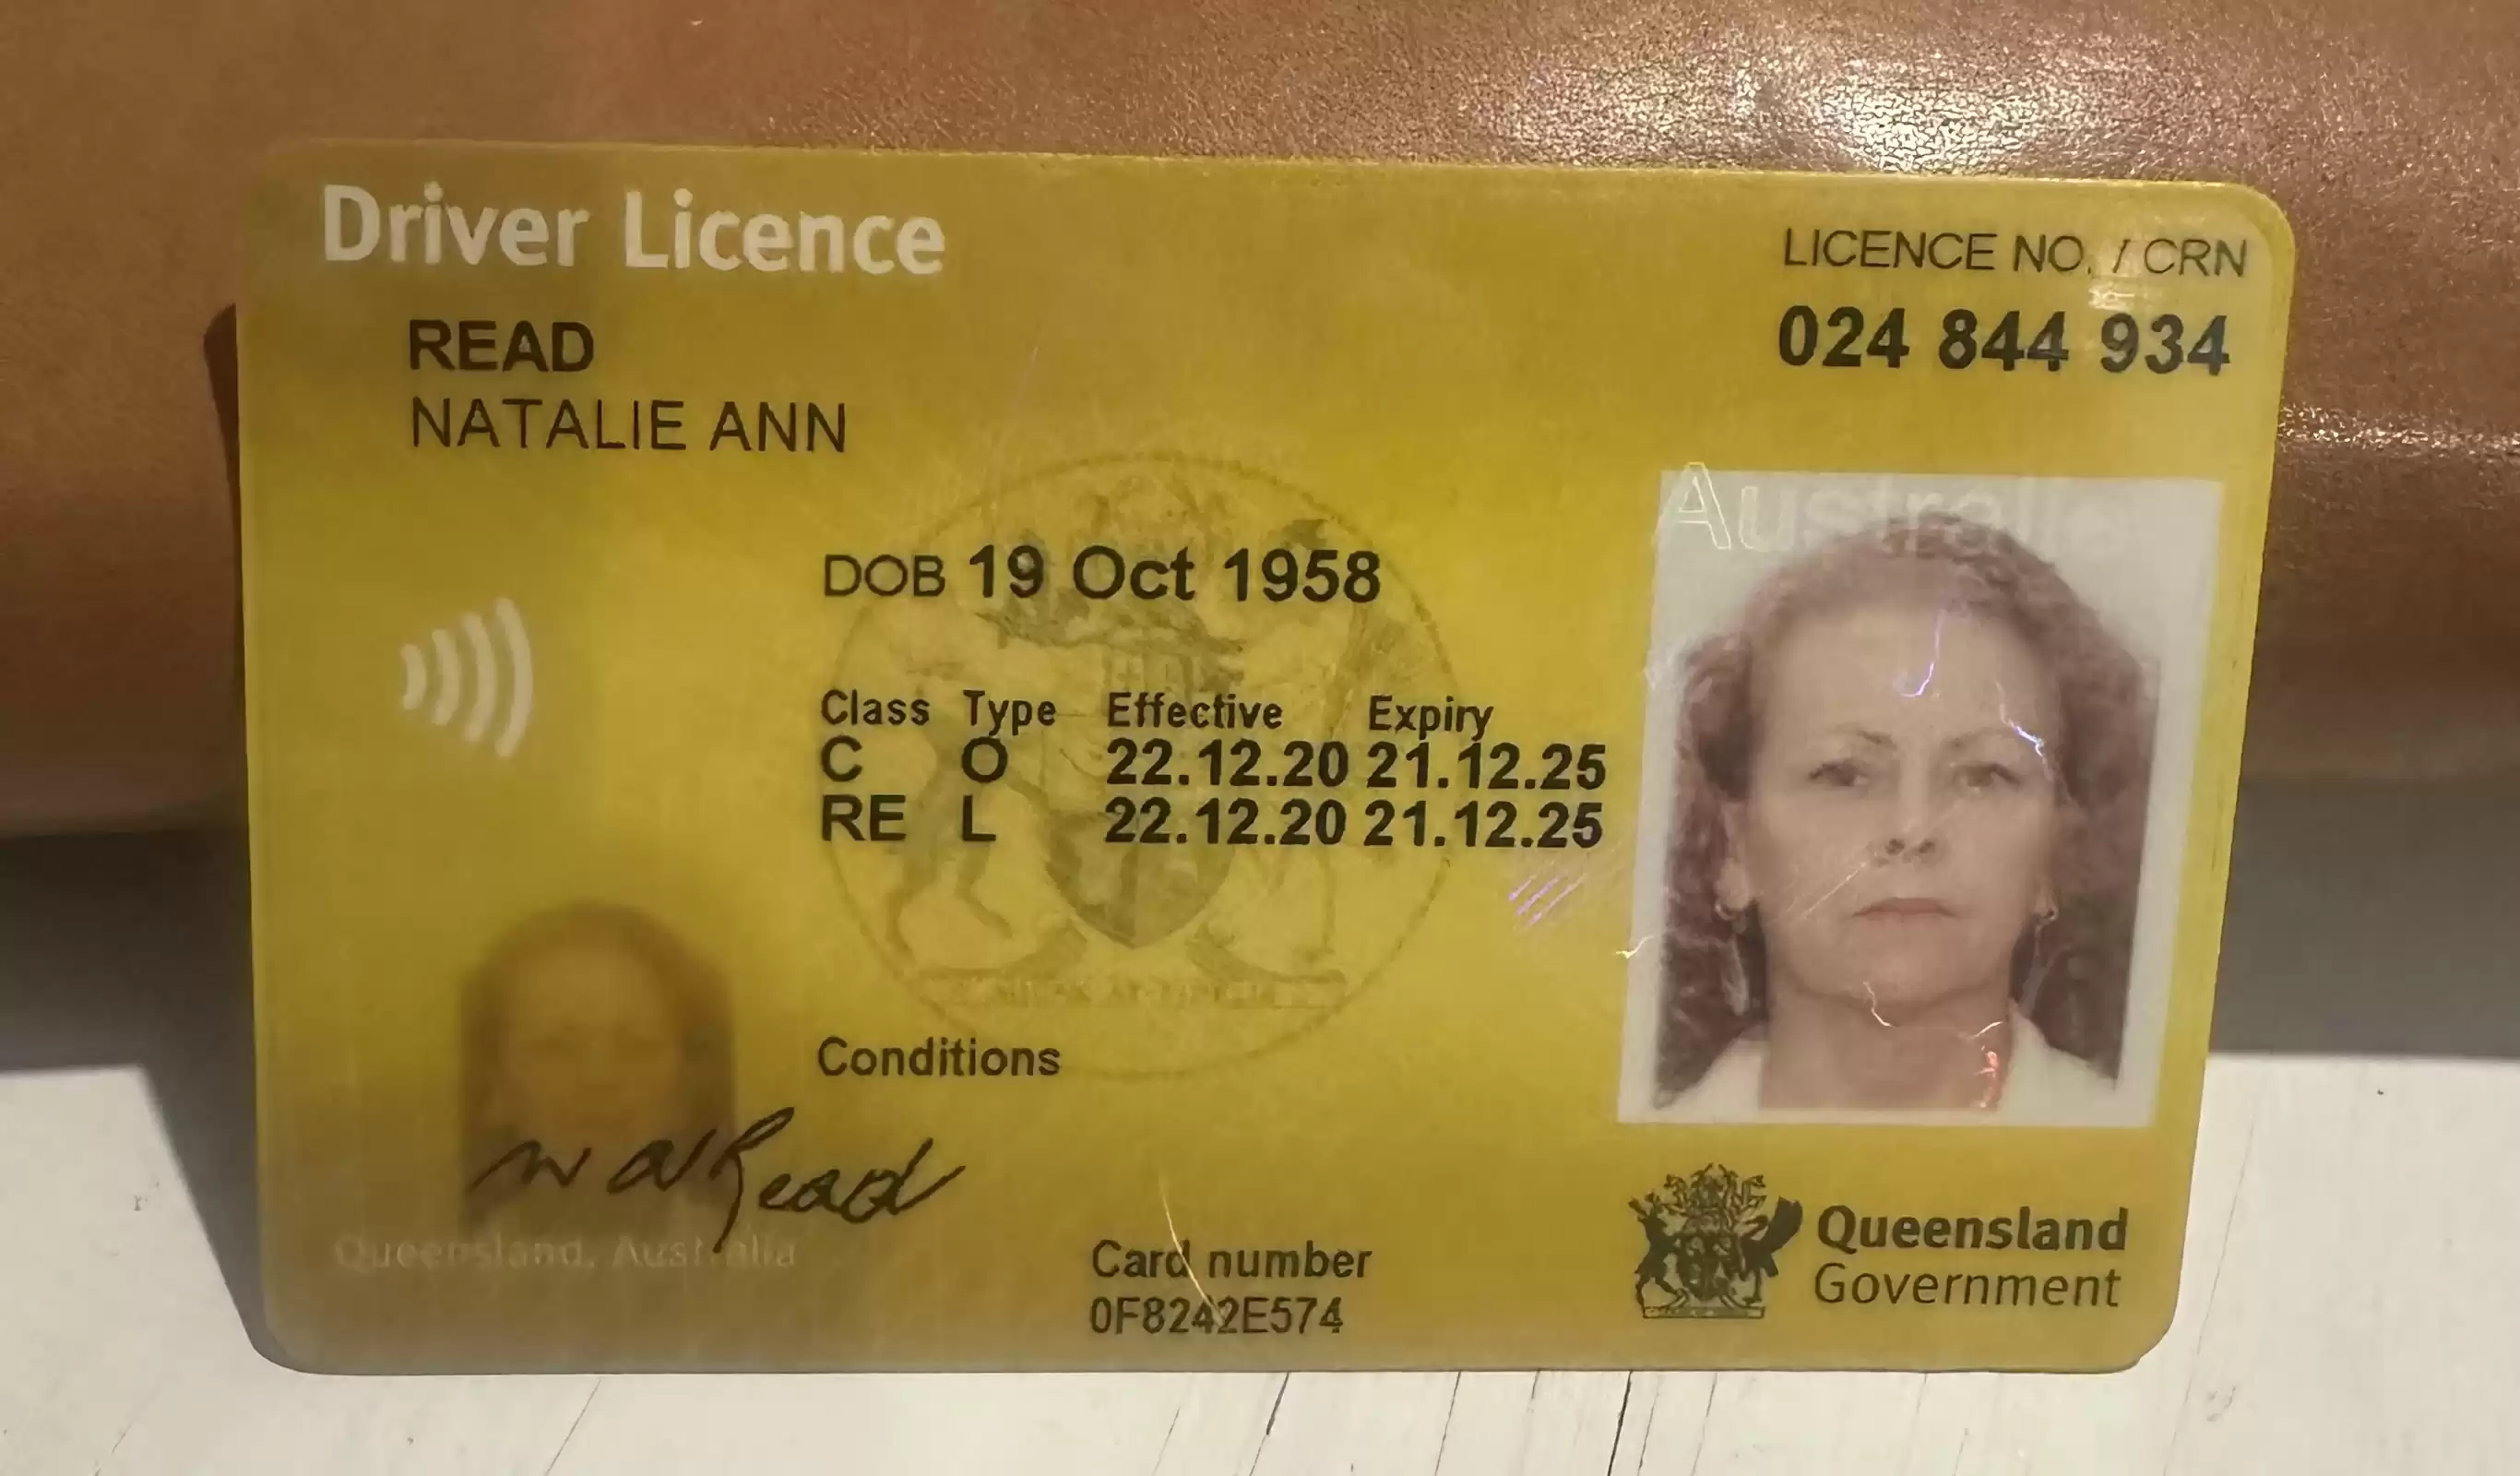 Driver Licence
LICENCE NO. / CRN
024 844 934
READ
NATALIE ANN
Australia
DOB 19 Oct 1958
Class Type Effective Expiry
C O 22.12.20 21.12.25
RE L 22.12.20 21.12.25
Conditions
Read
Queensland, Australia
Card number
0F8242E574
Queensland
Government